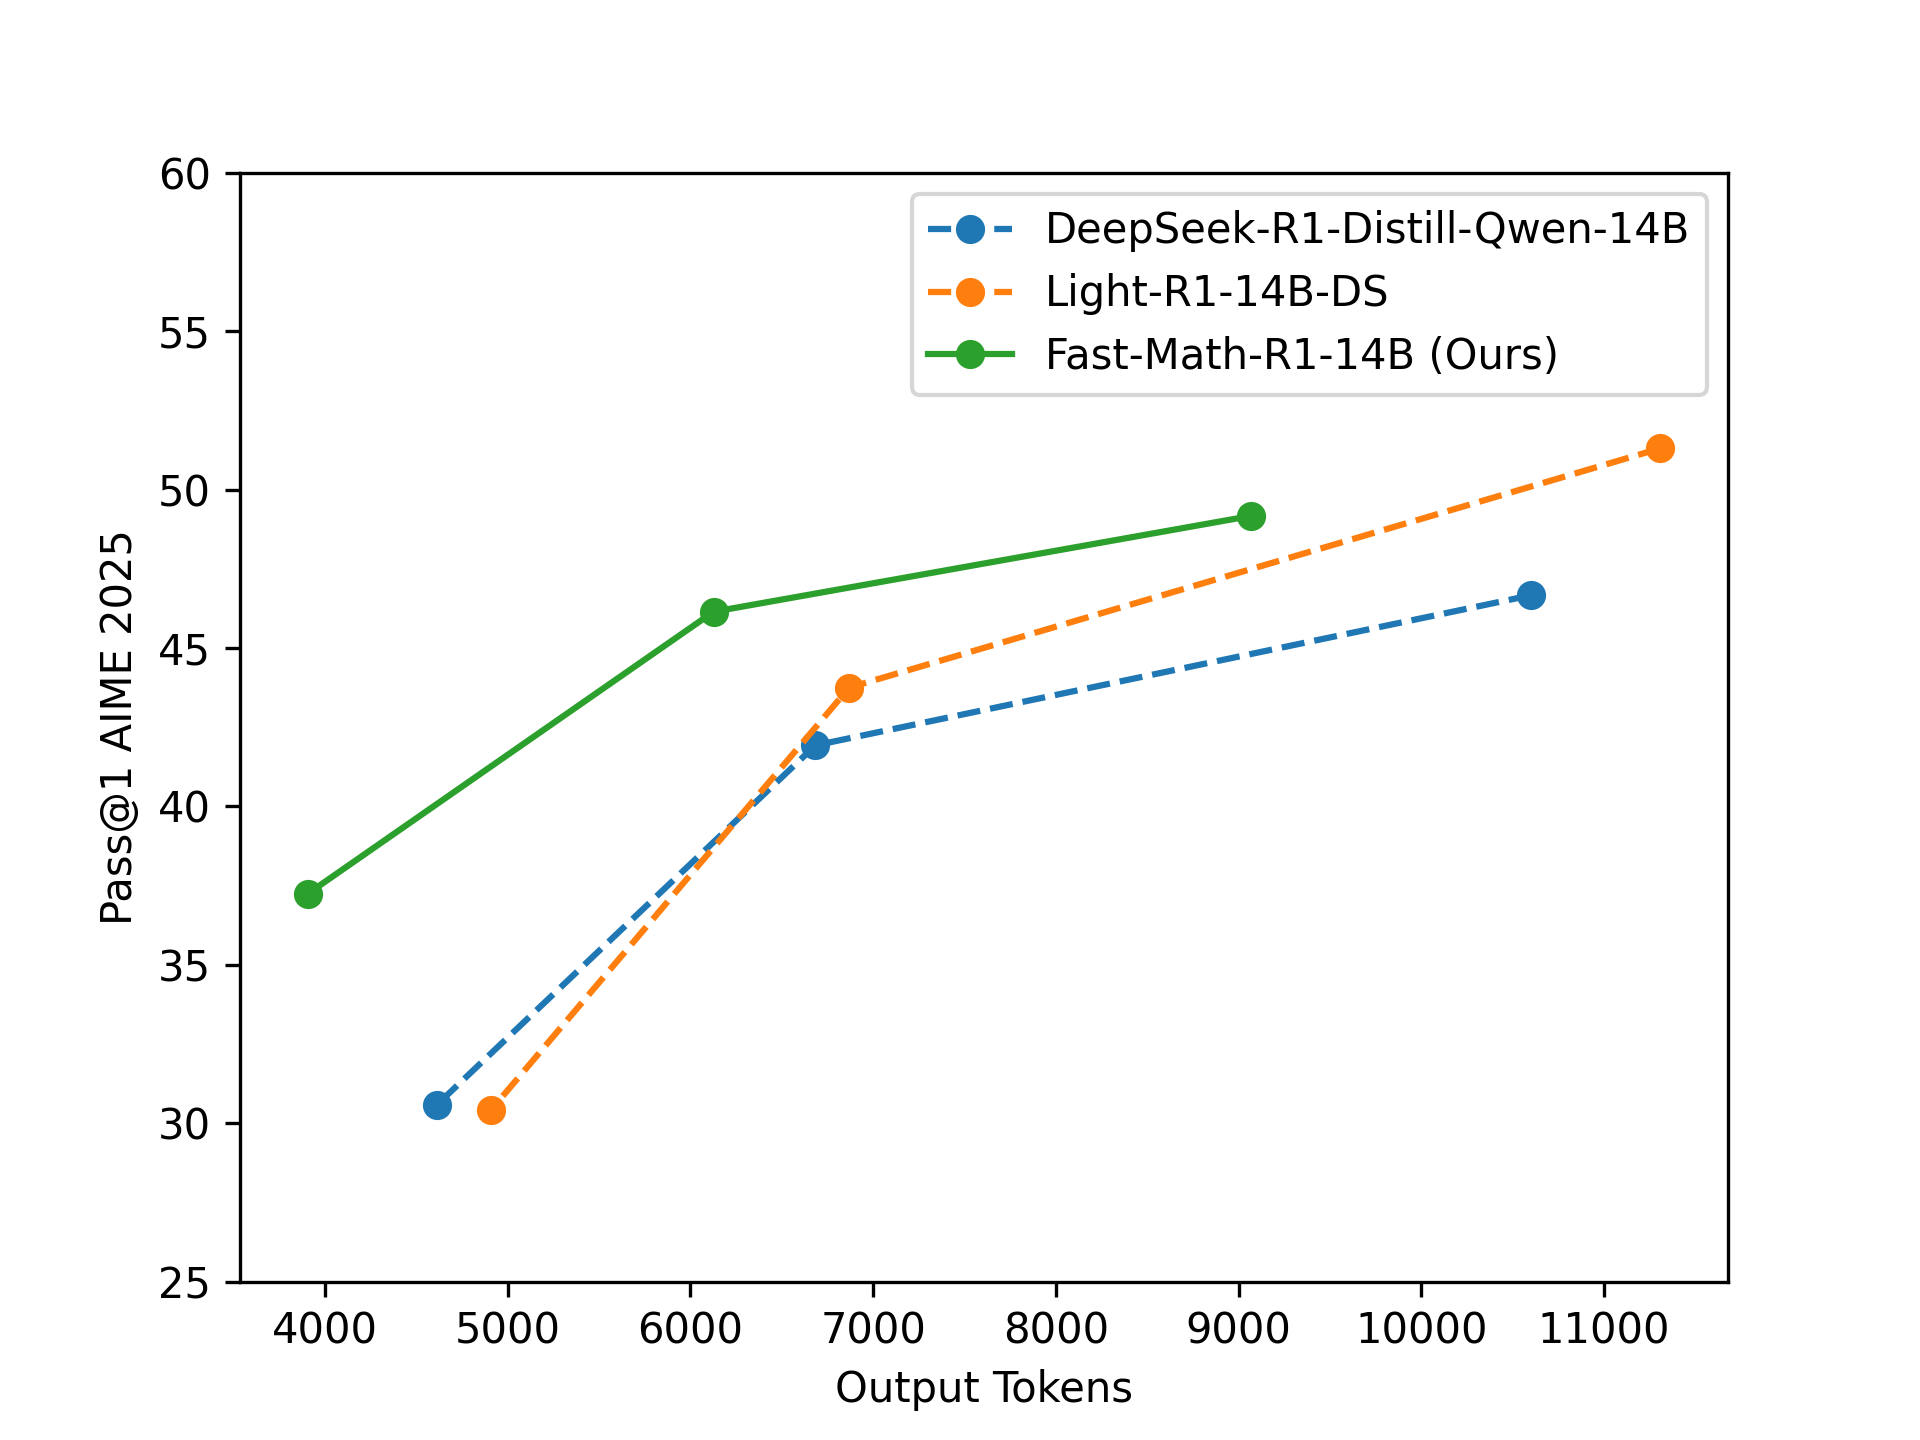 60
55
50
45
40
35
30
25
Pass@1 AIME 2025
DeepSeek-R1-Distill-Qwen-14B
Light-R1-14B-DS
Fast-Math-R1-14B (Ours)
4000 5000 6000 7000 8000 9000 10000 11000
Output Tokens